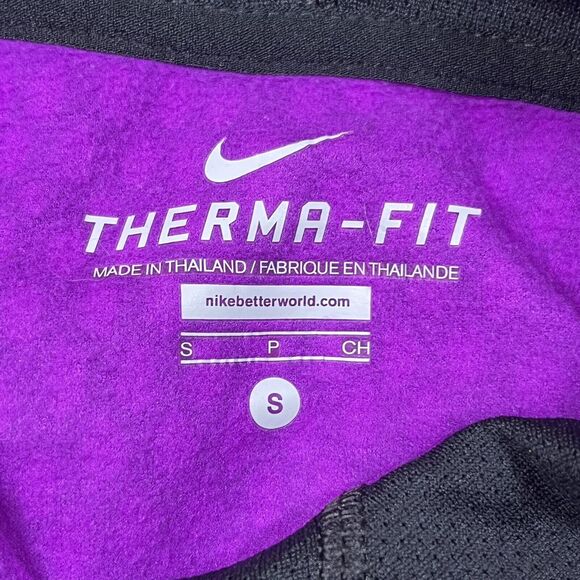 THERMA-FIT
MADE IN THAILAND / FABRIQUE EN THAILANDE
nikebetterworld.com
S P CH
S